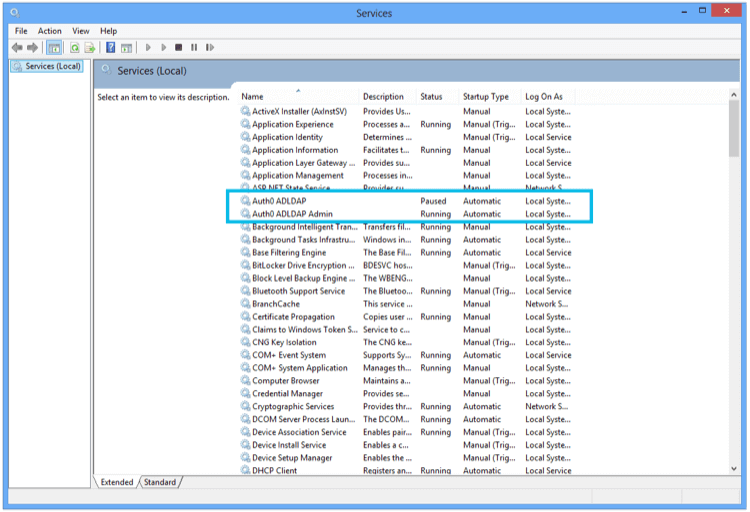 Services
File Action View Help
Services (Local)
Services (Local)
Select an item to view its description.
Name Description Status Startup Type Log On As
ActiveX Installer (AxInstSV) Provides Us... Manual Local Syste...
Application Experience Processes a... Running Manual (Trig... Local Syste...
Application Identity Determines ... Manual (Trig... Local Service
Application Information Facilitates t... Running Manual Local Syste...
Application Layer Gateway ... Provides su... Manual Local Service
Application Management Processes in... Manual Local Syste...
ASP.NET State Service Provides su... Manual Network S...
Auth0 ADLDAP Paused Automatic Local Syste...
Auth0 ADLDAP Admin Running Automatic Local Syste...
Background Intelligent Tran... Transfers fil... Running Manual Local Syste...
Background Tasks Infrastru... Windows in... Running Automatic Local Syste...
Base Filtering Engine The Base Fil... Running Automatic Local Service
BitLocker Drive Encryption ... BDESVC hos... Manual (Trig... Local Syste...
Block Level Backup Engine ... The WBENG... Manual Local Syste...
Bluetooth Support Service The Bluetoo... Running Manual (Trig... Local Service
BranchCache This service ... Manual Network S...
Certificate Propagation Copies user ... Running Manual Local Syste...
Claims to Windows Token S... Service to c... Manual Local Syste...
CNG Key Isolation The CNG ke... Manual (Trig... Local Syste...
COM+ Event System Supports Sy... Running Automatic Local Service
COM+ System Application Manages th... Running Manual Local Syste...
Computer Browser Maintains a... Manual (Trig... Local Syste...
Credential Manager Provides se... Manual Local Syste...
Cryptographic Services Provides thr... Running Automatic Network S...
DCOM Server Process Laun... The DCOM... Running Automatic Local Syste...
Device Association Service Enables pair... Running Manual (Trig... Local Syste...
Device Install Service Enables a c... Manual (Trig... Local Syste...
Device Setup Manager Enables the ... Manual (Trig... Local Syste...
DHCP Client Registers an... Running Automatic Local Service
Extended Standard